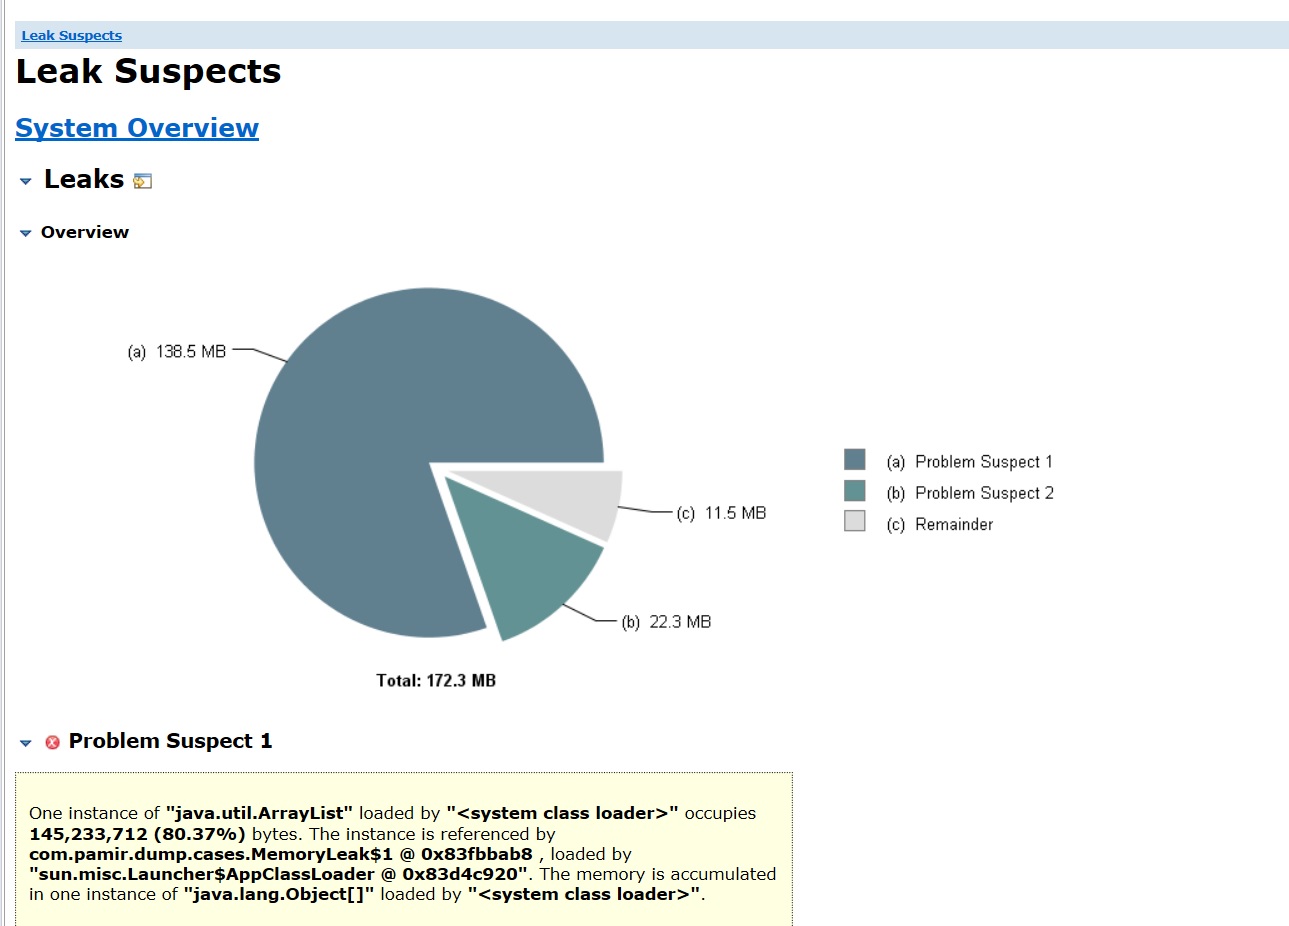 Leak Suspects
Leak Suspects
System Overview
Leaks
Overview
(a) 138.5 MB
(c) 11.5 MB
(b) 22.3 MB
Total: 172.3 MB
(a) Problem Suspect 1
(b) Problem Suspect 2
(c) Remainder
Problem Suspect 1
One instance of "java.util.ArrayList" loaded by "<system class loader>" occupies
145,233,712 (80.37%) bytes. The instance is referenced by
com.pamir.dump.cases.MemoryLeak$1 @ 0x83fbbab8 , loaded by
"sun.misc.Launcher$AppClassLoader @ 0x83d4c920". The memory is accumulated
in one instance of "java.lang.Object[]" loaded by "<system class loader>".